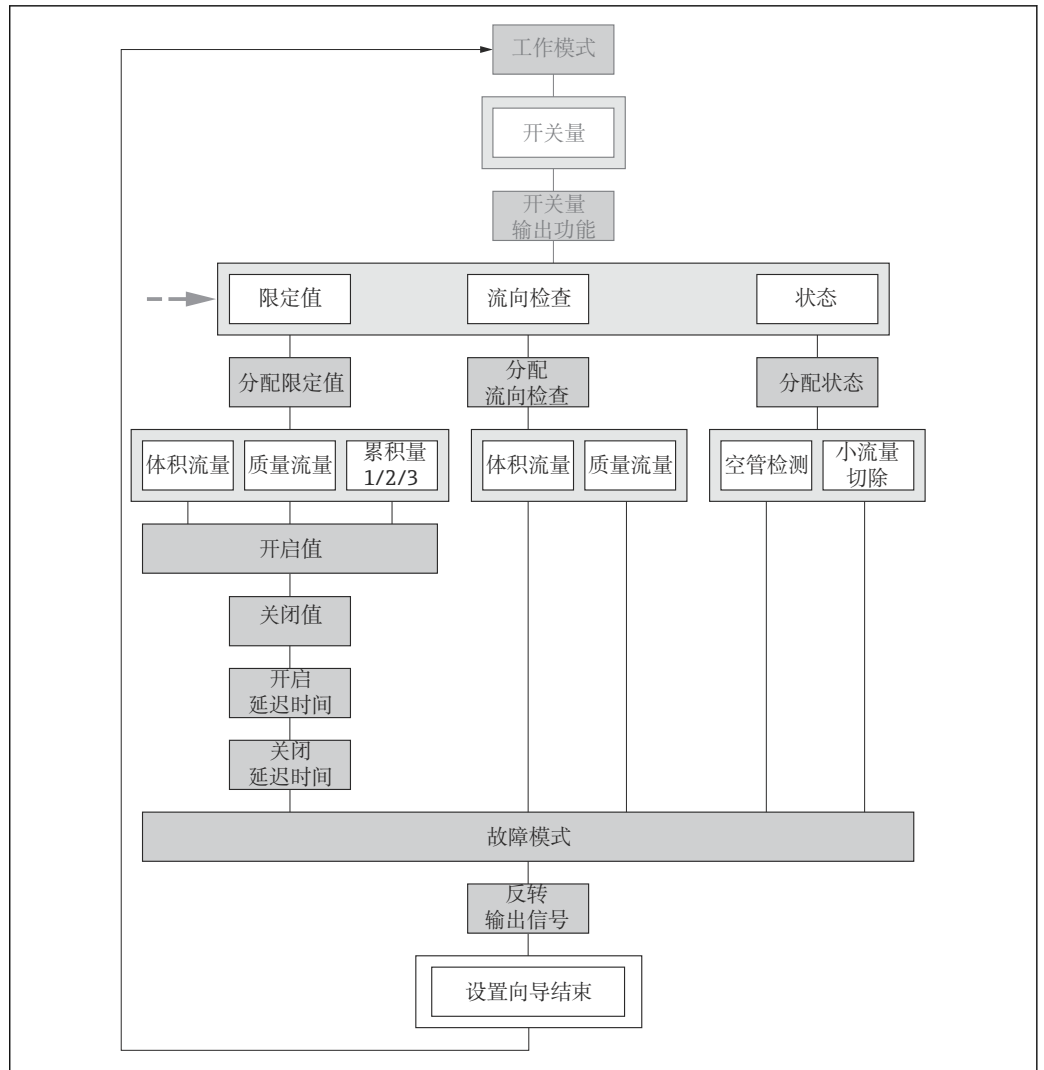 工作模式
开关量
开关量
输出功能
限定值
流向检查
状态
分配限定值
分配
流向检查
分配状态
体积流量
质量流量
累积量
1/2/3
体积流量
质量流量
空管检测
小流量
切除
开启值
关闭值
开启
延迟时间
关闭
延迟时间
故障模式
反转
输出信号
设置向导结束